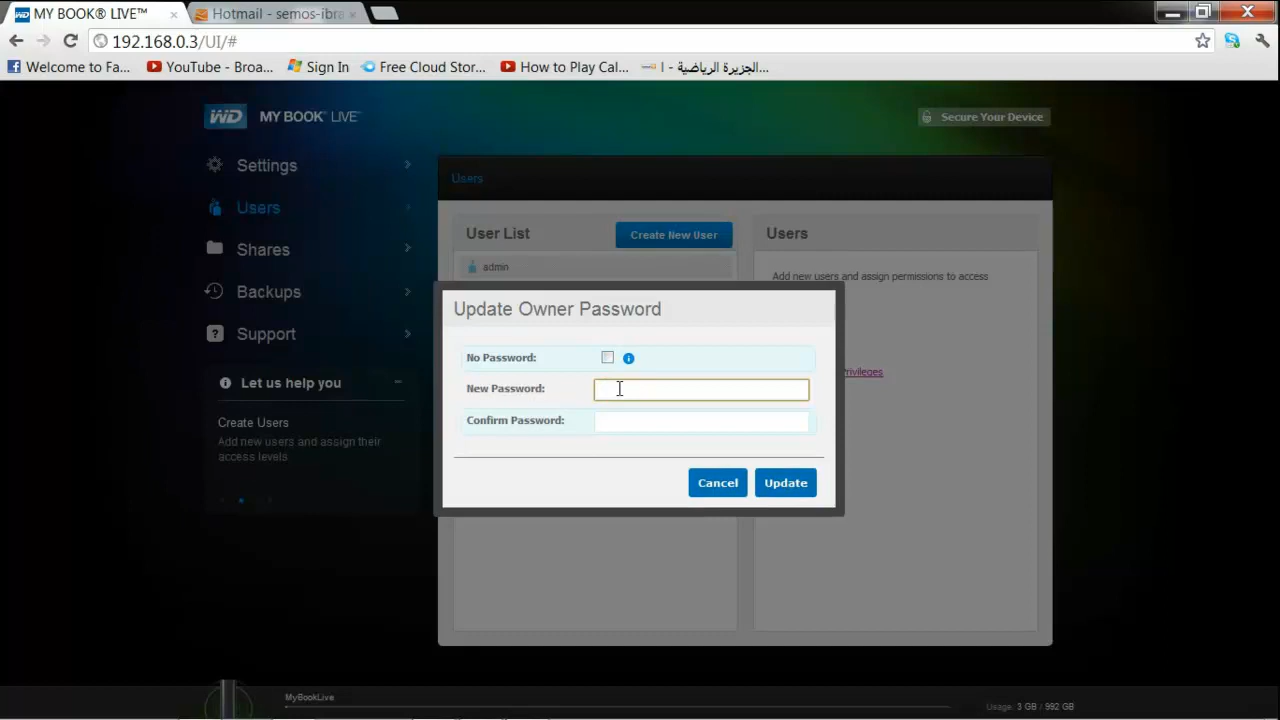 MY BOOK® LIVE™
Hotmail - semos-ibra
192.168.0.3/UI/#
Welcome to Fa...
YouTube - Broa...
Sign In
Free Cloud Stor...
How to Play Cal...
الجزيرة الرياضية - ا...
WD MY BOOK® LIVE™
Secure Your Device
Settings
Users
Shares
Backups
Support
Let us help you
Create Users
Add new users and assign their
access levels
Users
User List
Create New User
admin
Users
Add new users and assign permissions to access
Privileges
Update Owner Password
No Password:
New Password:
Confirm Password:
Cancel
Update
MyBookLive
Usage: 3 GB / 992 GB